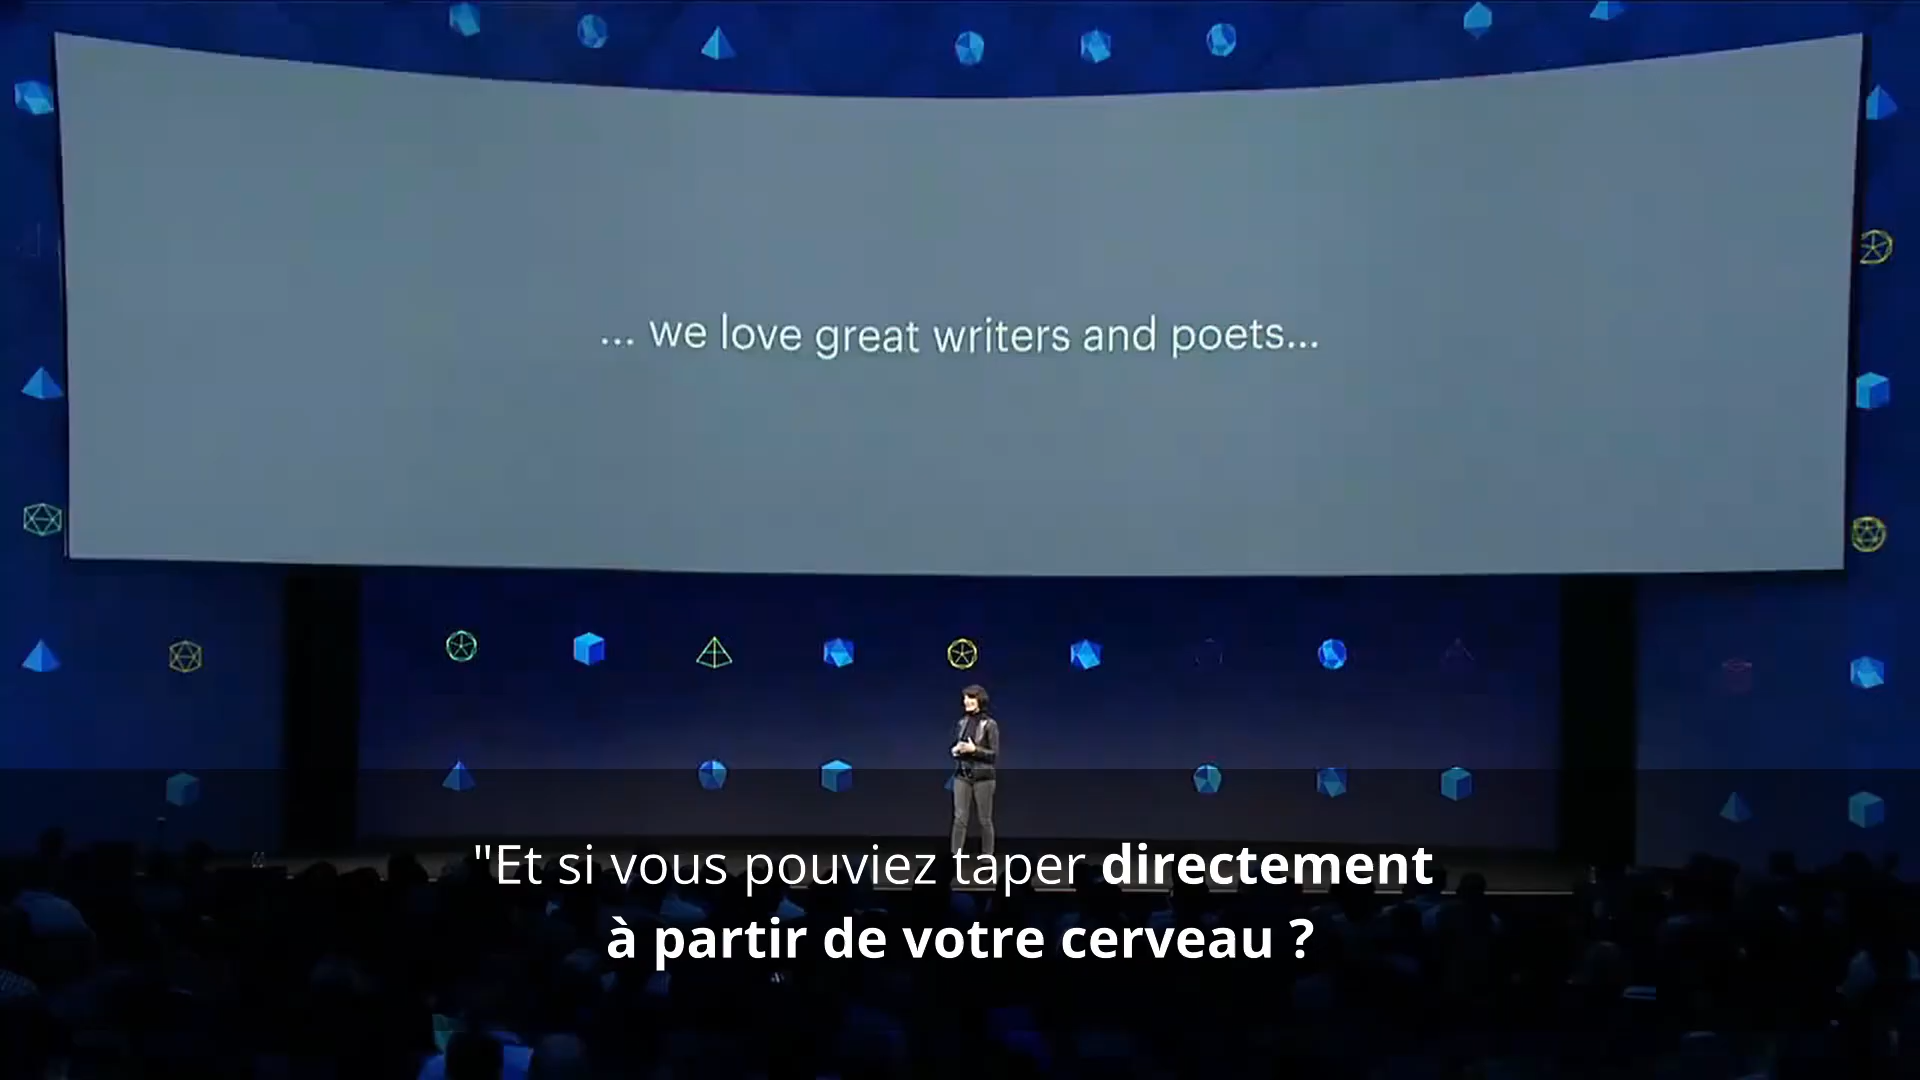 ... we love great writers and poets...
"Et si vous pouviez taper directement
à partir de votre cerveau ?